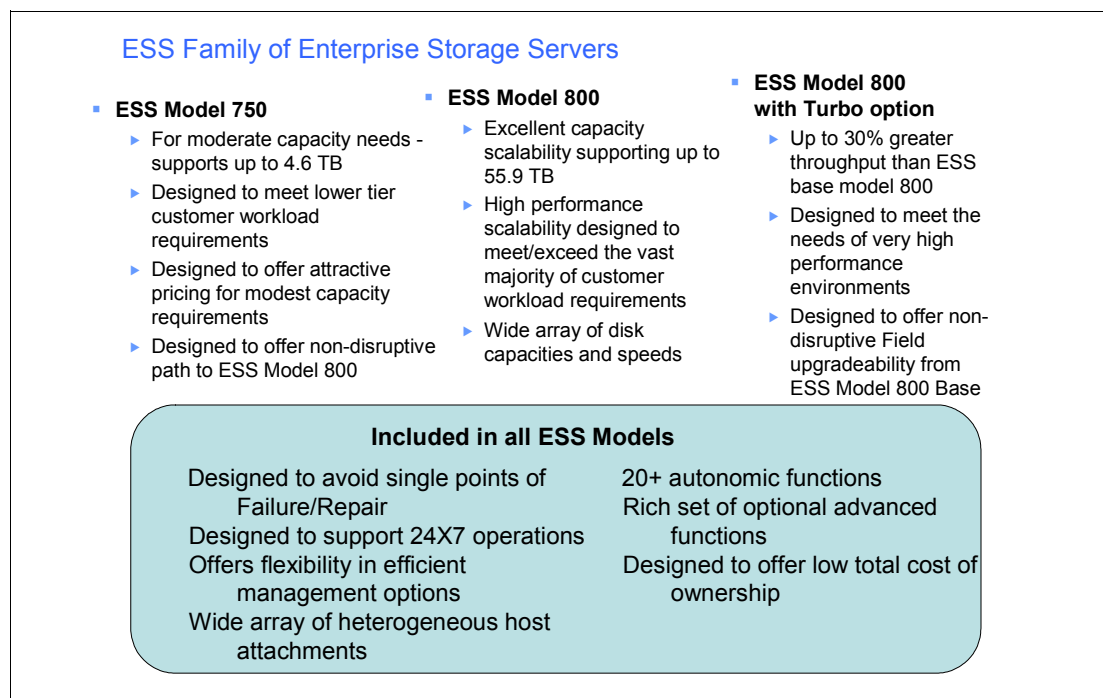 ESS Family of Enterprise Storage Servers
ESS Model 750
For moderate capacity needs -
supports up to 4.6 TB
Designed to meet lower tier
customer workload
requirements
Designed to offer attractive
pricing for modest capacity
requirements
Designed to offer non-disruptive
path to ESS Model 800
ESS Model 800
Excellent capacity
scalability supporting up to
55.9 TB
High performance
scalability designed to
meet/exceed the vast
majority of customer
workload requirements
Wide array of disk
capacities and speeds
ESS Model 800
with Turbo option
Up to 30% greater
throughput than ESS
base model 800
Designed to meet the
needs of very high
performance
environments
Designed to offer non-
disruptive Field
upgradeability from
ESS Model 800 Base
Included in all ESS Models
Designed to avoid single points of
Failure/Repair
Designed to support 24X7 operations
Offers flexibility in efficient
management options
Wide array of heterogeneous host
attachments
20+ autonomic functions
Rich set of optional advanced
functions
Designed to offer low total cost of
ownership